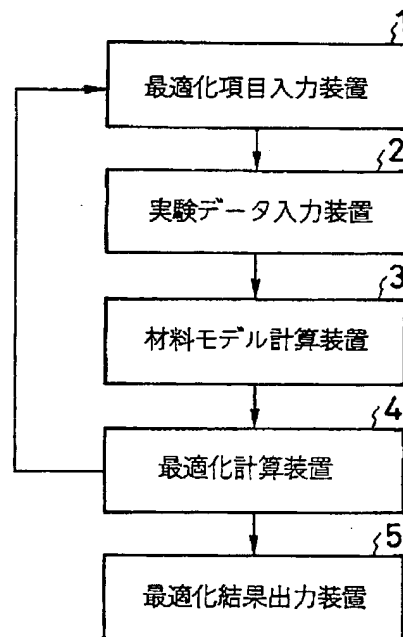 1
最適化項目入力装置
2
実験データ入力装置
3
材料モデル計算装置
4
最適化計算装置
5
最適化結果出力装置